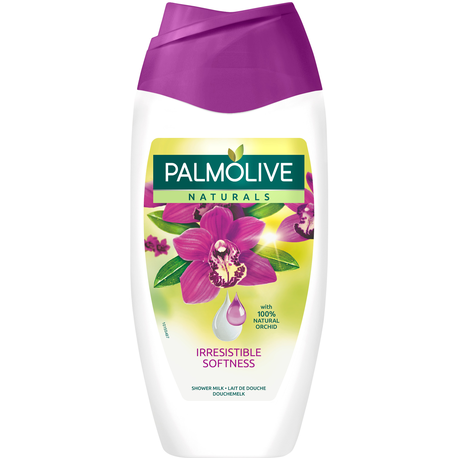 PALMOLIVE
NATURALS
with
100%
NATURAL
ORCHID
IRRESISTIBLE
SOFTNESS
SHOWER MILK • LAIT DE DOUCHE
DOUCHEMELK